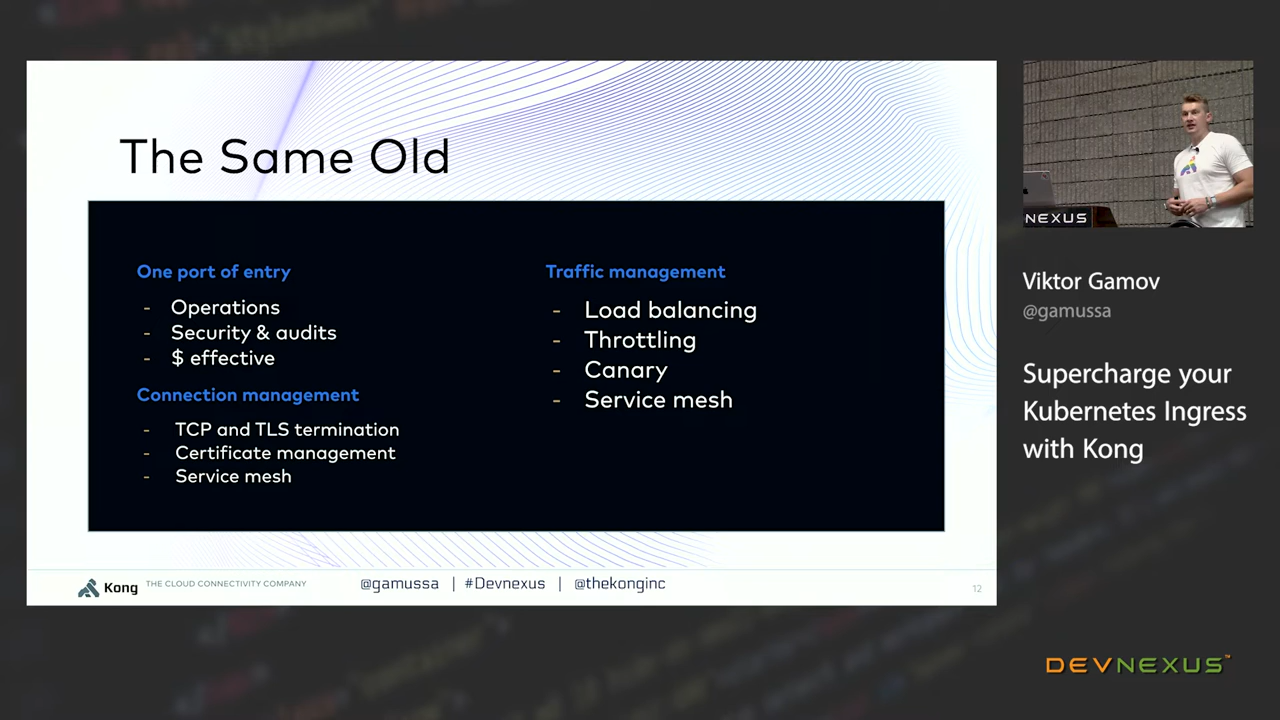 The Same Old
One port of entry
- Operations
- Security & audits
- $ effective
Connection management
- TCP and TLS termination
- Certificate management
- Service mesh
Traffic management
- Load balancing
- Throttling
- Canary
- Service mesh
Kong
THE CLOUD CONNECTIVITY COMPANY
@gamussa | #Devnexus | @thekonginc
12
NEXUS
Viktor Gamov
@gamussa
Supercharge your
Kubernetes Ingress
with Kong
DEVNEXUS™